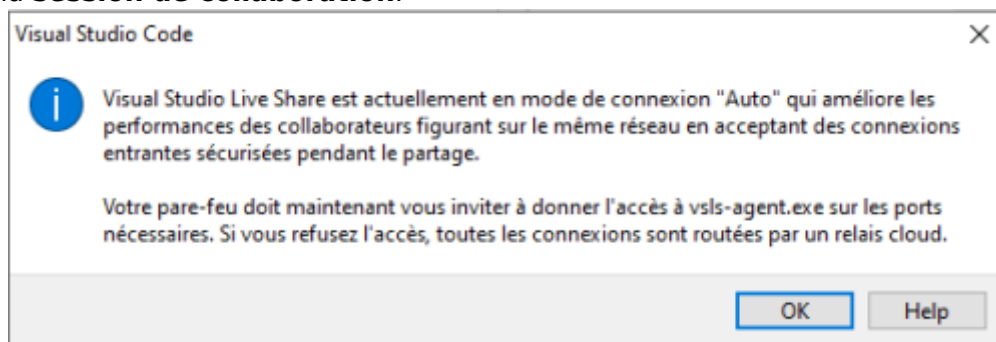 session de collaboration.
Visual Studio Code
Visual Studio Live Share est actuellement en mode de connexion "Auto" qui améliore les
performances des collaborateurs figurant sur le même réseau en acceptant des connexions
entrantes sécurisées pendant le partage.
Votre pare-feu doit maintenant vous inviter à donner l'accès à vsls-agent.exe sur les ports
nécessaires. Si vous refusez l'accès, toutes les connexions sont routées par un relais cloud.
OK Help